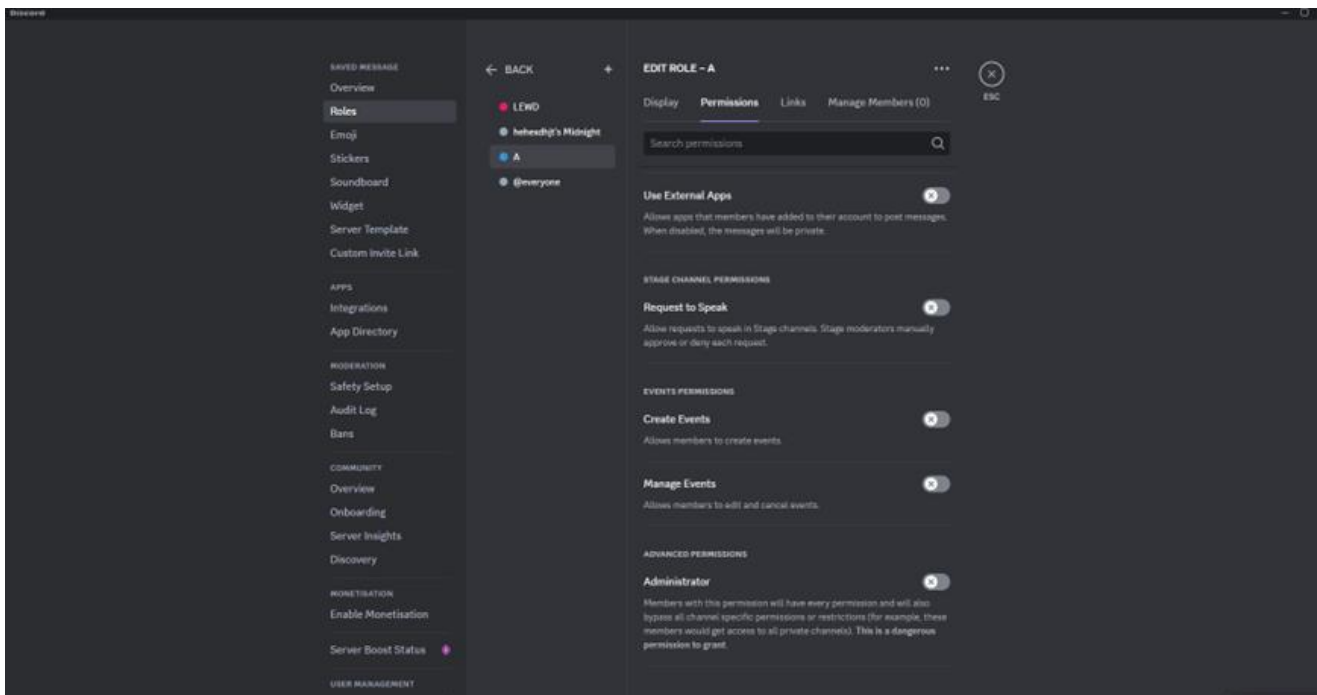 Discord
SAVED MESSAGE
Overview
Roles
Emoji
Stickers
Soundboard
Widget
Server Template
Custom Invite Link
APPS
Integrations
App Directory
MODERATION
Safety Setup
Audit Log
Bans
COMMUNITY
Overview
Onboarding
Server Insights
Discovery
MONETISATION
Enable Monetisation
Server Boost Status
USER MANAGEMENT
BACK
LEWD
hehexdhjt's Midnight
A
@everyone
EDIT ROLE – A
Display Permissions Links Manage Members (0)
Search permissions
Use External Apps
Allows apps that members have added to their account to post messages.
When disabled, the messages will be private.
STAGE CHANNEL PERMISSIONS
Request to Speak
Allow requests to speak in Stage channels. Stage moderators manually
approve or deny each request.
EVENTS PERMISSIONS
Create Events
Allows members to create events.
Manage Events
Allows members to edit and cancel events.
ADVANCED PERMISSIONS
Administrator
Members with this permission will have every permission and will also
bypass all channel specific permissions or restrictions (for example, these
members would get access to all private channels). This is a dangerous
permission to grant.
ESC